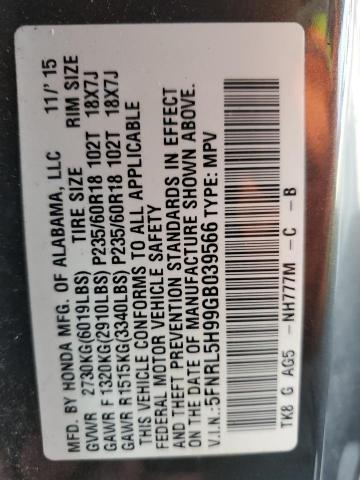 MFD. BY HONDA MFG. OF ALABAMA, LLC 11/'15
TIRE SIZE RIM SIZE
GVWR 2730KG(6019LBS)
GAWR F 1320KG(2910LBS) P235/60R18 102T 18X7J
GAWR R1515KG(3340LBS) P235/60R18 102T 18X7J
THIS VEHICLE CONFORMS TO ALL APPLICABLE
FEDERAL MOTOR VEHICLE SAFETY
AND THEFT PREVENTION STANDARDS IN EFFECT
ON THE DATE OF MANUFACTURE SHOWN ABOVE.
V.I.N.: 5FNRL5H99GB039566 TYPE: MPV
TK8 G AG5 -NH777M - C - B